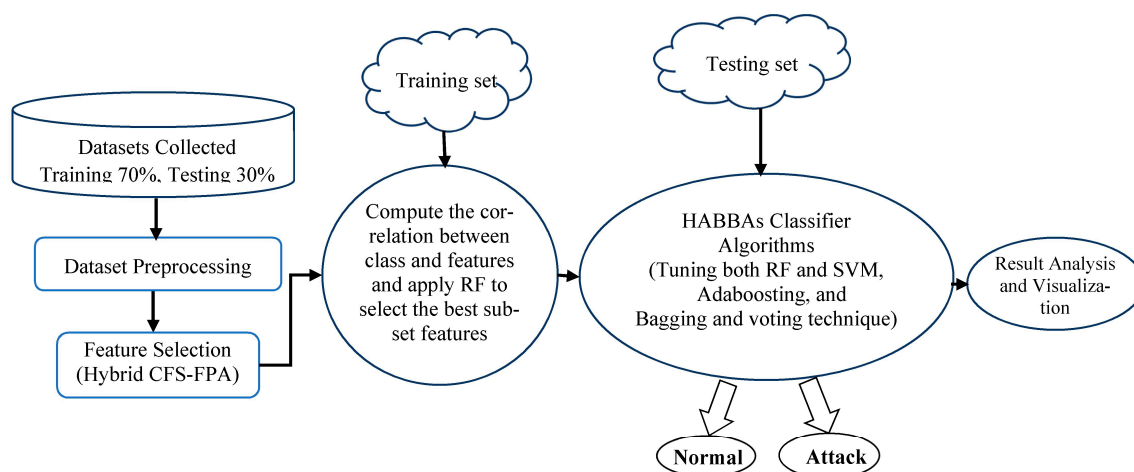 Training set
Testing set
Datasets Collected
Training 70%, Testing 30%
Dataset Preprocessing
Feature Selection
(Hybrid CFS-FPA)
Compute the cor-
relation between
class and features
and apply RF to
select the best sub-
set features
HABBAs Classifier
Algorithms
(Tuning both RF and SVM,
Adaboosting, and
Bagging and voting technique)
Result Analysis
and Visualiza-
tion
Normal
Attack